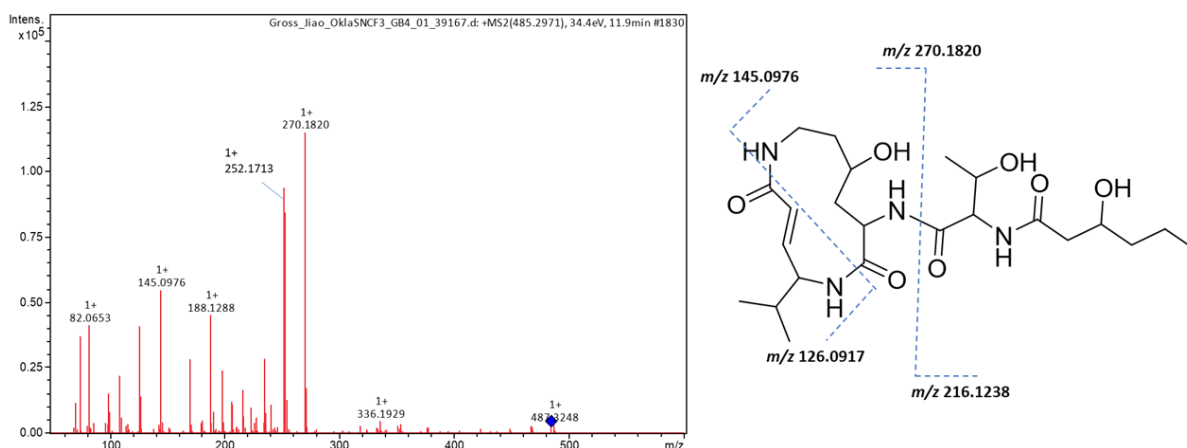 Intens.
x10⁵
Gross_Jiao_OklaSNCF3_GB4_01_39167.d: +MS2(485.2971), 34.4eV, 11.9min #1830
1.25
1.00
0.75
0.50
0.25
0.00
100
200
300
400
500
m/z
1+
82.0653
1+
145.0976
1+
188.1288
1+
252.1713
1+
270.1820
1+
336.1929
1+
487.3248
m/z 270.1820
m/z 145.0976
HN
OH
H
N
O
OH
O
OH
O
N
H
N
H
O
m/z 126.0917
m/z 216.1238